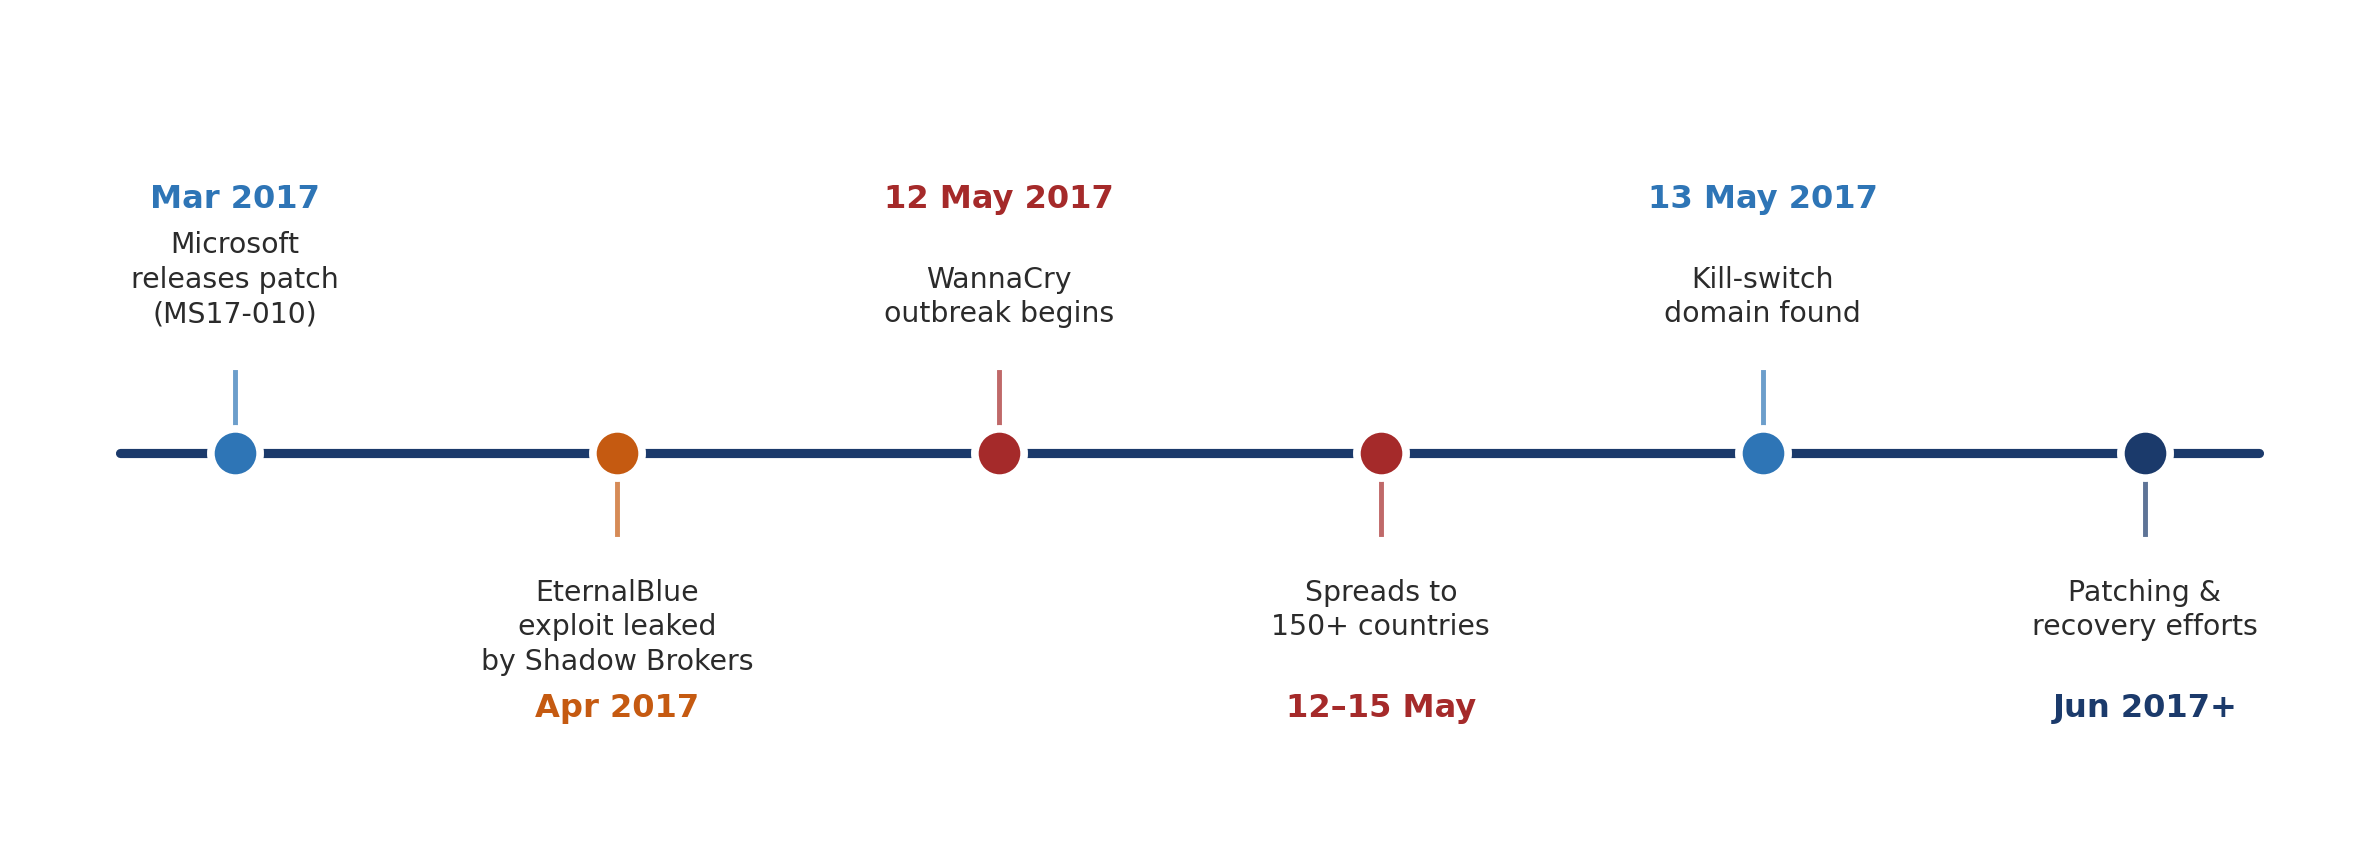 Mar 2017
Microsoft
releases patch
(MS17-010)
EternalBlue
exploit leaked
by Shadow Brokers
Apr 2017
12 May 2017
WannaCry
outbreak begins
Spreads to
150+ countries
12–15 May
13 May 2017
Kill-switch
domain found
Patching &
recovery efforts
Jun 2017+